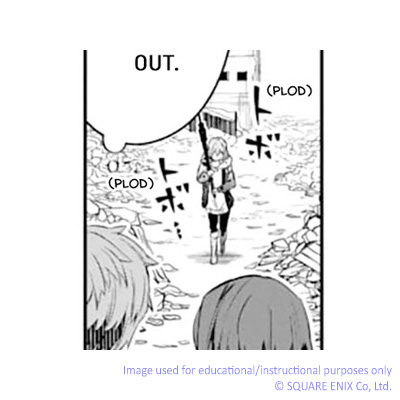 OUT.
(PLOD)
トボ
(PLOD)
トボ…
Image used for educational/instructional purposes only
© SQUARE ENIX Co, Ltd.